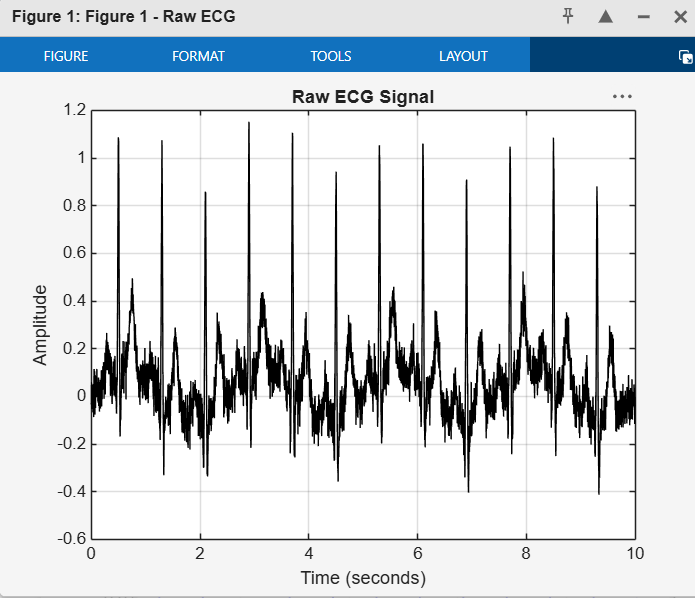 Figure 1: Figure 1 - Raw ECG
FIGURE FORMAT TOOLS LAYOUT
Raw ECG Signal
1.2
1
0.8
0.6
0.4
0.2
0
-0.2
-0.4
-0.6
Amplitude
0 2 4 6 8 10
Time (seconds)